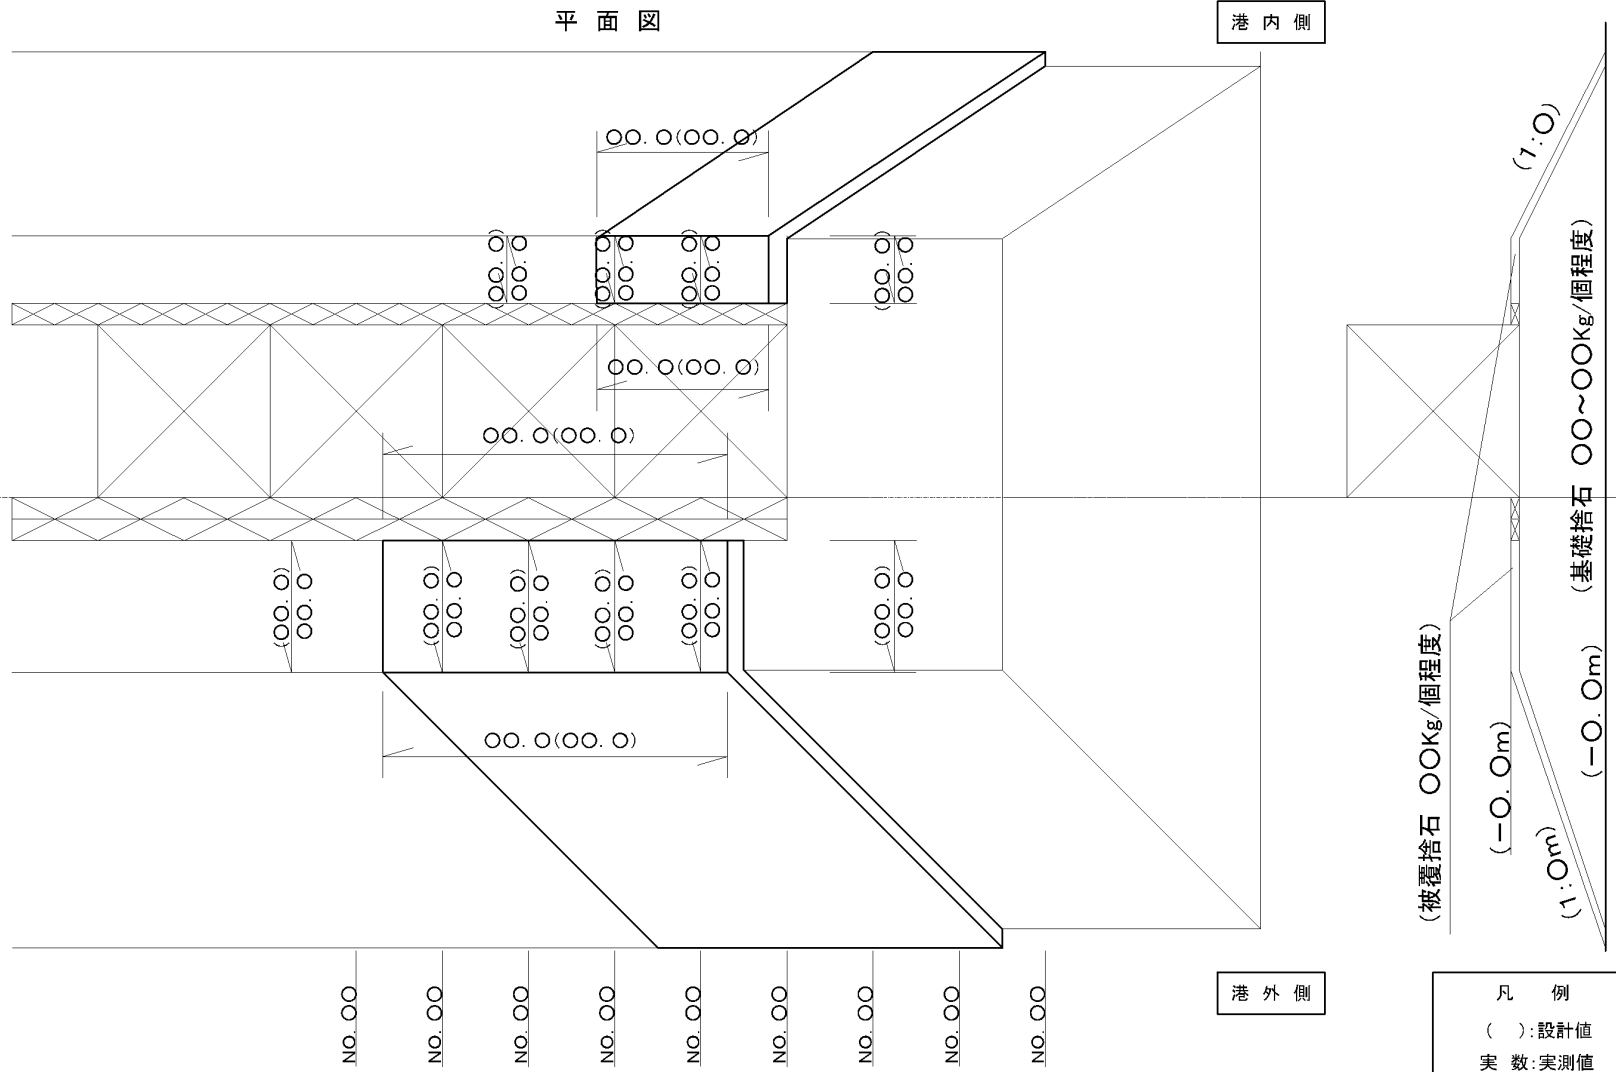 平 面 図
港 内 側
○○. ○(○○. ○)
(1:○)
(○○. ○)
○○. ○
(○○. ○)
○○. ○
(○○. ○)
○○. ○
(○○. ○)
○○. ○
○○. ○(○○. ○)
○○. ○(○○. ○)
(基礎捨石 ○○~○○Kg/個程度)
(○○. ○)
○○. ○
(○○. ○)
○○. ○
(○○. ○)
○○. ○
(○○. ○)
○○. ○
(○○. ○)
○○. ○
(○○. ○)
○○. ○
○○. ○(○○. ○)
(被覆捨石 ○○Kg/個程度)
(-○. ○m)
(-○. ○m)
(1:○m)
NO. ○○
NO. ○○
NO. ○○
NO. ○○
NO. ○○
NO. ○○
NO. ○○
NO. ○○
NO. ○○
港 外 側
凡 例
( ):設計値
実 数:実測値